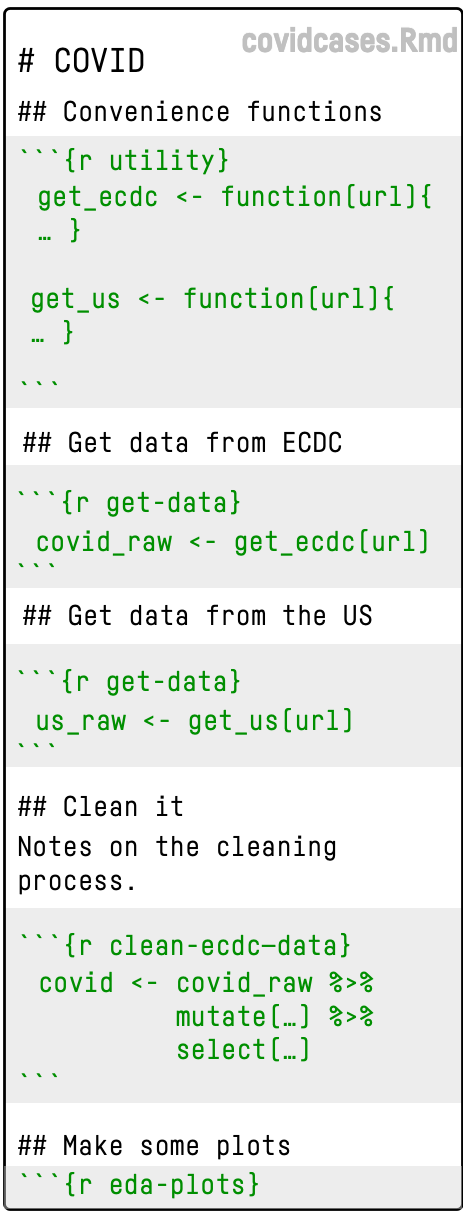 covidcases.Rmd
# COVID
## Convenience functions
```{r utility}
get_ecdc <- function(url){
… }
get_us <- function(url){
… }
```
## Get data from ECDC
```{r get-data}
covid_raw <- get_ecdc(url)
```
## Get data from the US
```{r get-data}
us_raw <- get_us(url)
```
## Clean it
Notes on the cleaning
process.
```{r clean-ecdc–data}
covid <- covid_raw %>%
mutate(…) %>%
select(…)
```
## Make some plots
```{r eda-plots}